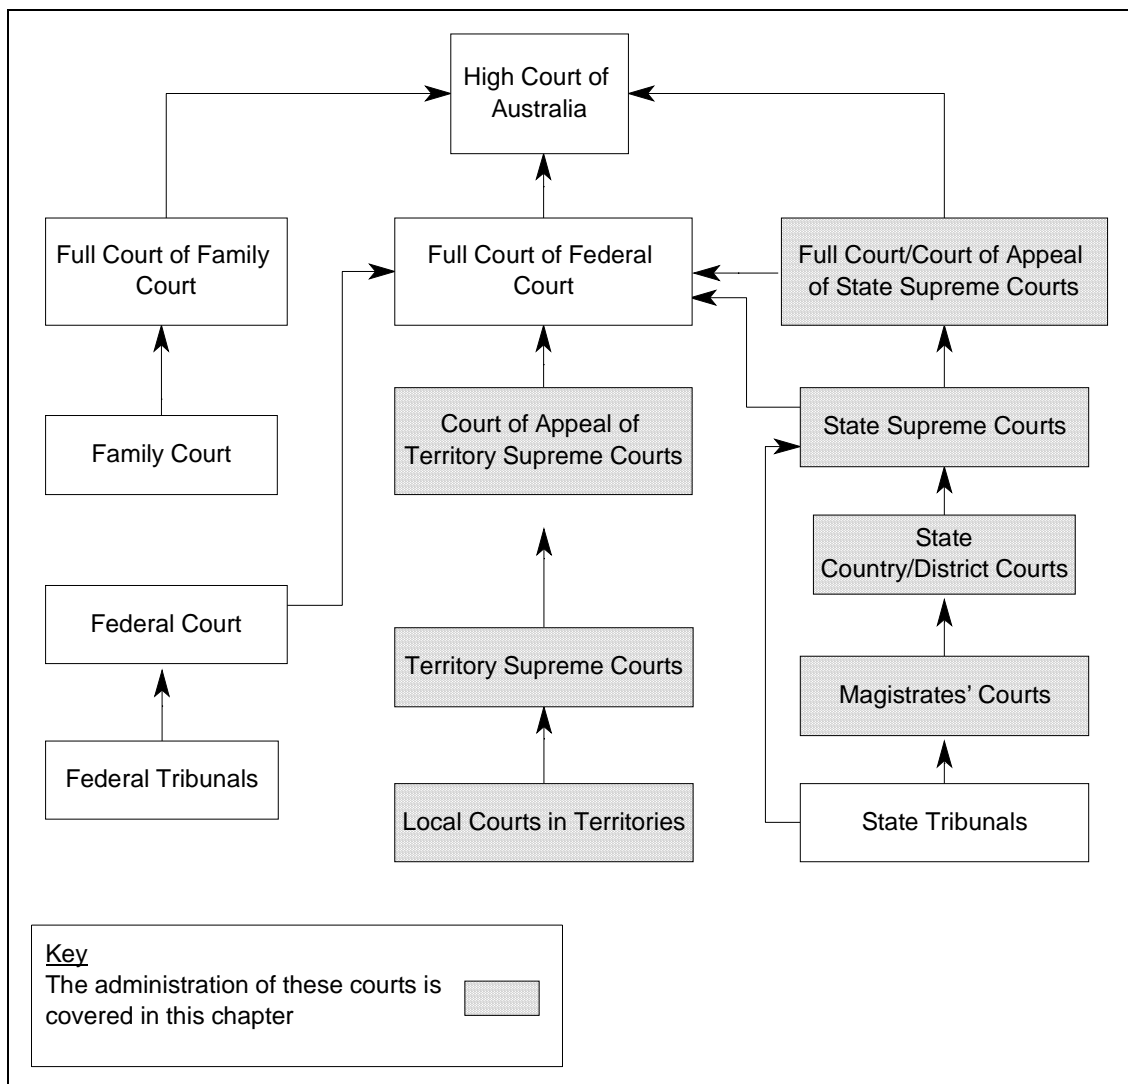 High Court of
Australia
Full Court of Family
Court
Full Court of Federal
Court
Full Court/Court of Appeal
of State Supreme Courts
Family Court
Court of Appeal of
Territory Supreme Courts
State Supreme Courts
State
Country/District Courts
Federal Court
Territory Supreme Courts
Magistrates’ Courts
Federal Tribunals
Local Courts in Territories
State Tribunals
Key
The administration of these courts is
covered in this chapter